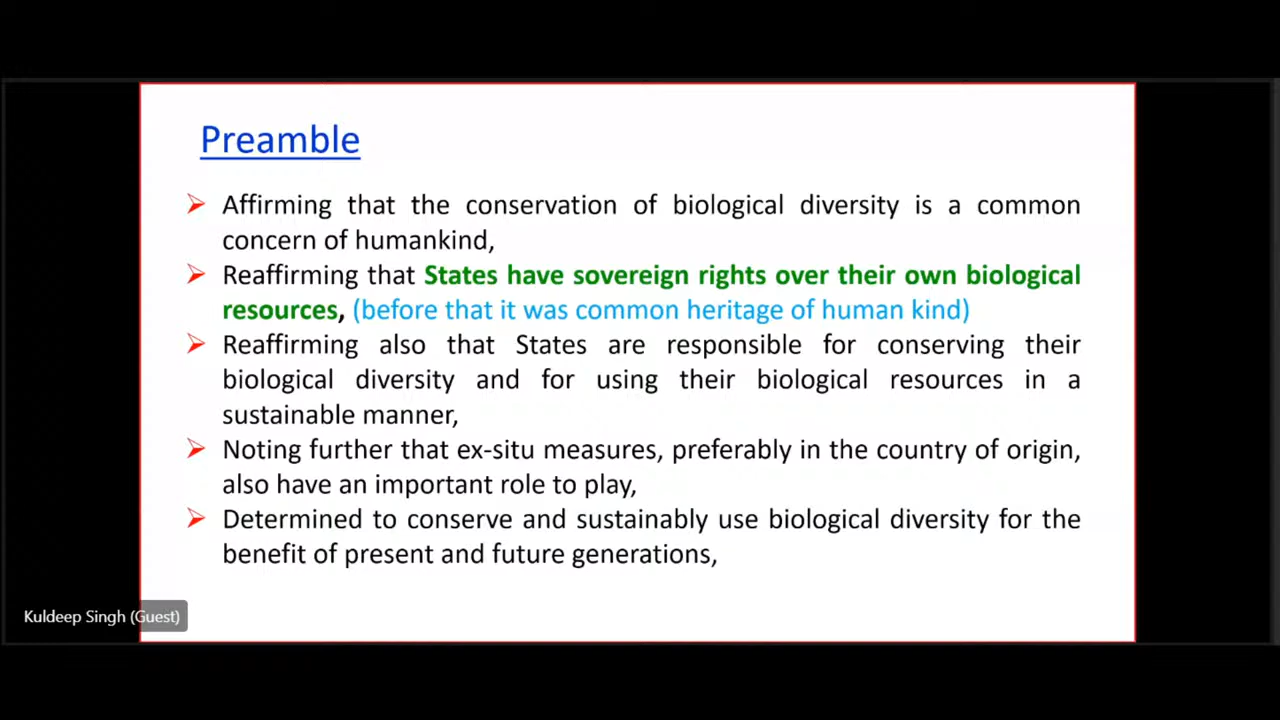 Preamble
➢ Affirming that the conservation of biological diversity is a common
concern of humankind,
➢ Reaffirming that States have sovereign rights over their own biological
resources, (before that it was common heritage of human kind)
➢ Reaffirming also that States are responsible for conserving their
biological diversity and for using their biological resources in a
sustainable manner,
➢ Noting further that ex-situ measures, preferably in the country of origin,
also have an important role to play,
➢ Determined to conserve and sustainably use biological diversity for the
benefit of present and future generations,
Kuldeep Singh (Guest)